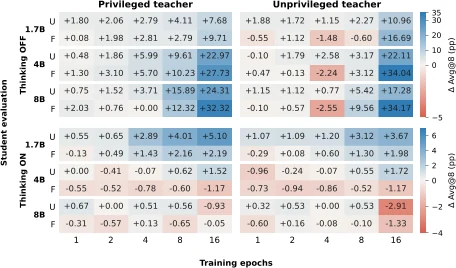 Privileged teacher Unprivileged teacher
Student evaluation
Thinking OFF
1.7B U +1.80 +2.06 +2.79 +4.11 +7.68 +1.88 +1.72 +1.15 +2.27 +10.96
F +0.08 +1.98 +2.81 +2.79 +9.71 -0.55 +1.12 -1.48 -0.60 +16.69
4B U +0.48 +1.86 +5.99 +9.61 +22.97 -0.10 +1.79 +2.58 +3.17 +22.11
F +1.30 +3.10 +5.70 +10.23 +27.73 +0.47 +0.13 -2.24 +3.12 +34.04
8B U +0.75 +1.52 +3.71 +15.89 +24.31 +1.15 +1.12 +0.77 +5.42 +17.28
F +2.03 +0.76 +0.00 +12.32 +32.32 -0.10 +0.57 -2.55 +9.56 +34.17
35
30
20
10
0
−5
Δ Avg@8 (pp)
Thinking ON
1.7B U +0.55 +0.65 +2.89 +4.01 +5.10 +1.07 +1.09 +1.20 +3.12 +3.67
F -0.13 +0.49 +1.43 +2.16 +2.19 -0.29 +0.08 +0.60 +1.30 +1.98
4B U +0.00 -0.41 -0.07 +0.62 +1.52 -0.96 -0.24 -0.07 +0.55 +1.72
F -0.55 -0.52 -0.78 -0.60 -1.17 -0.73 -0.94 -0.86 -0.52 -1.17
8B U +0.67 +0.00 +0.51 +0.56 -0.93 +0.32 +0.53 +0.00 +0.53 -2.91
F -0.31 -0.57 +0.13 -0.65 -0.05 -0.60 +0.16 -0.08 -0.10 -1.33
6
4
2
0
−2
−4
Δ Avg@8 (pp)
1 2 4 8 16 1 2 4 8 16
Training epochs